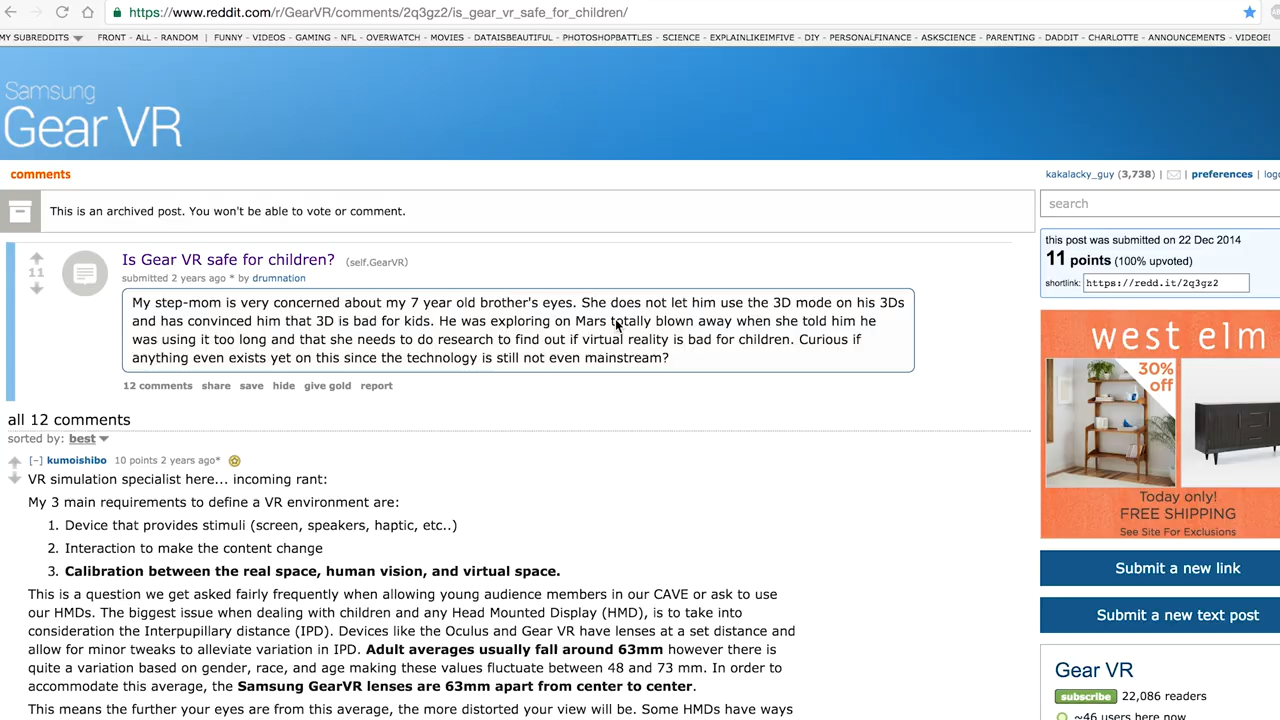 https://www.reddit.com/r/GearVR/comments/2q3gz2/is_gear_vr_safe_for_children/
MY SUBREDDITS FRONT - ALL - RANDOM | FUNNY - VIDEOS - GAMING - NFL - OVERWATCH - MOVIES - DATAISBEAUTIFUL - PHOTOSHOPBATTLES - SCIENCE - EXPLAINLIKEIMFIVE - DIY - PERSONALFINANCE - ASKSCIENCE - PARENTING - DADDIT - CHARLOTTE - ANNOUNCEMENTS -
Samsung
Gear VR
comments
kakalacky_guy (3,738) | | preferences |
This is an archived post. You won't be able to vote or comment.
search
this post was submitted on 22 Dec 2014
11 points (100% upvoted)
shortlink: https://redd.it/2q3gz2
11
Is Gear VR safe for children? (self.GearVR)
submitted 2 years ago * by drumnation
My step-mom is very concerned about my 7 year old brother's eyes. She does not let him use the 3D mode on his 3Ds
and has convinced him that 3D is bad for kids. He was exploring on Mars totally blown away when she told him he
was using it too long and that she needs to do research to find out if virtual reality is bad for children. Curious if
anything even exists yet on this since the technology is still not even mainstream?
12 comments share save hide give gold report
all 12 comments
sorted by: best
[-] kumoishibo 10 points 2 years ago*
VR simulation specialist here... incoming rant:
My 3 main requirements to define a VR environment are:
1. Device that provides stimuli (screen, speakers, haptic, etc..)
2. Interaction to make the content change
3. Calibration between the real space, human vision, and virtual space.
This is a question we get asked fairly frequently when allowing young audience members in our CAVE or ask to use
our HMDs. The biggest issue when dealing with children and any Head Mounted Display (HMD), is to take into
consideration the Interpupillary distance (IPD). Devices like the Oculus and Gear VR have lenses at a set distance and
allow for minor tweaks to alleviate variation in IPD. Adult averages usually fall around 63mm however there is
quite a variation based on gender, race, and age making these values fluctuate between 48 and 73 mm. In order to
accommodate this average, the Samsung GearVR lenses are 63mm apart from center to center.
This means the further your eyes are from this average, the more distorted your view will be. Some HMDs have ways
west elm
30%
off
Today only!
FREE SHIPPING
See Site For Exclusions
Submit a new link
Submit a new text post
Gear VR
subscribe 22,086 readers
~46 users here now